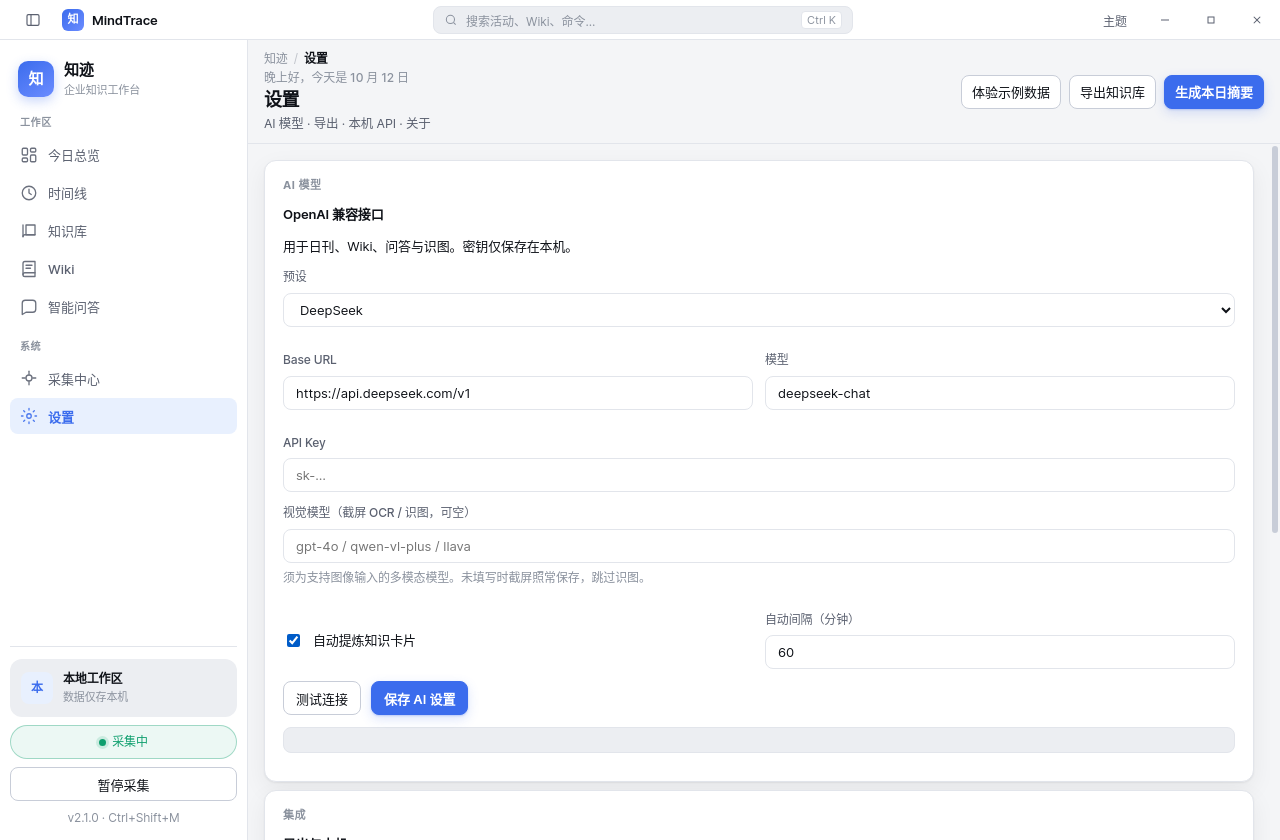 知 MindTrace
搜索活动、Wiki、命令... Ctrl K
主题
知 知迹
企业知识工作台
工作区
今日总览
时间线
知识库
Wiki
智能问答
系统
采集中心
设置
本 本地工作区
数据仅存本机
采集中
暂停采集
v2.1.0 · Ctrl+Shift+M
知迹 / 设置
晚上好，今天是 10 月 12 日
设置
AI 模型 · 导出 · 本机 API · 关于
体验示例数据 导出知识库 生成本日摘要
AI 模型
OpenAI 兼容接口
用于日刊、Wiki、问答与识图。密钥仅保存在本机。
预设
DeepSeek
Base URL 模型
https://api.deepseek.com/v1 deepseek-chat
API Key
sk-...
视觉模型（截屏 OCR / 识图，可空）
gpt-4o / qwen-vl-plus / llava
须为支持图像输入的多模态模型。未填写时截屏照常保存，跳过识图。
自动间隔（分钟）
自动提炼知识卡片 60
测试连接 保存 AI 设置
集成